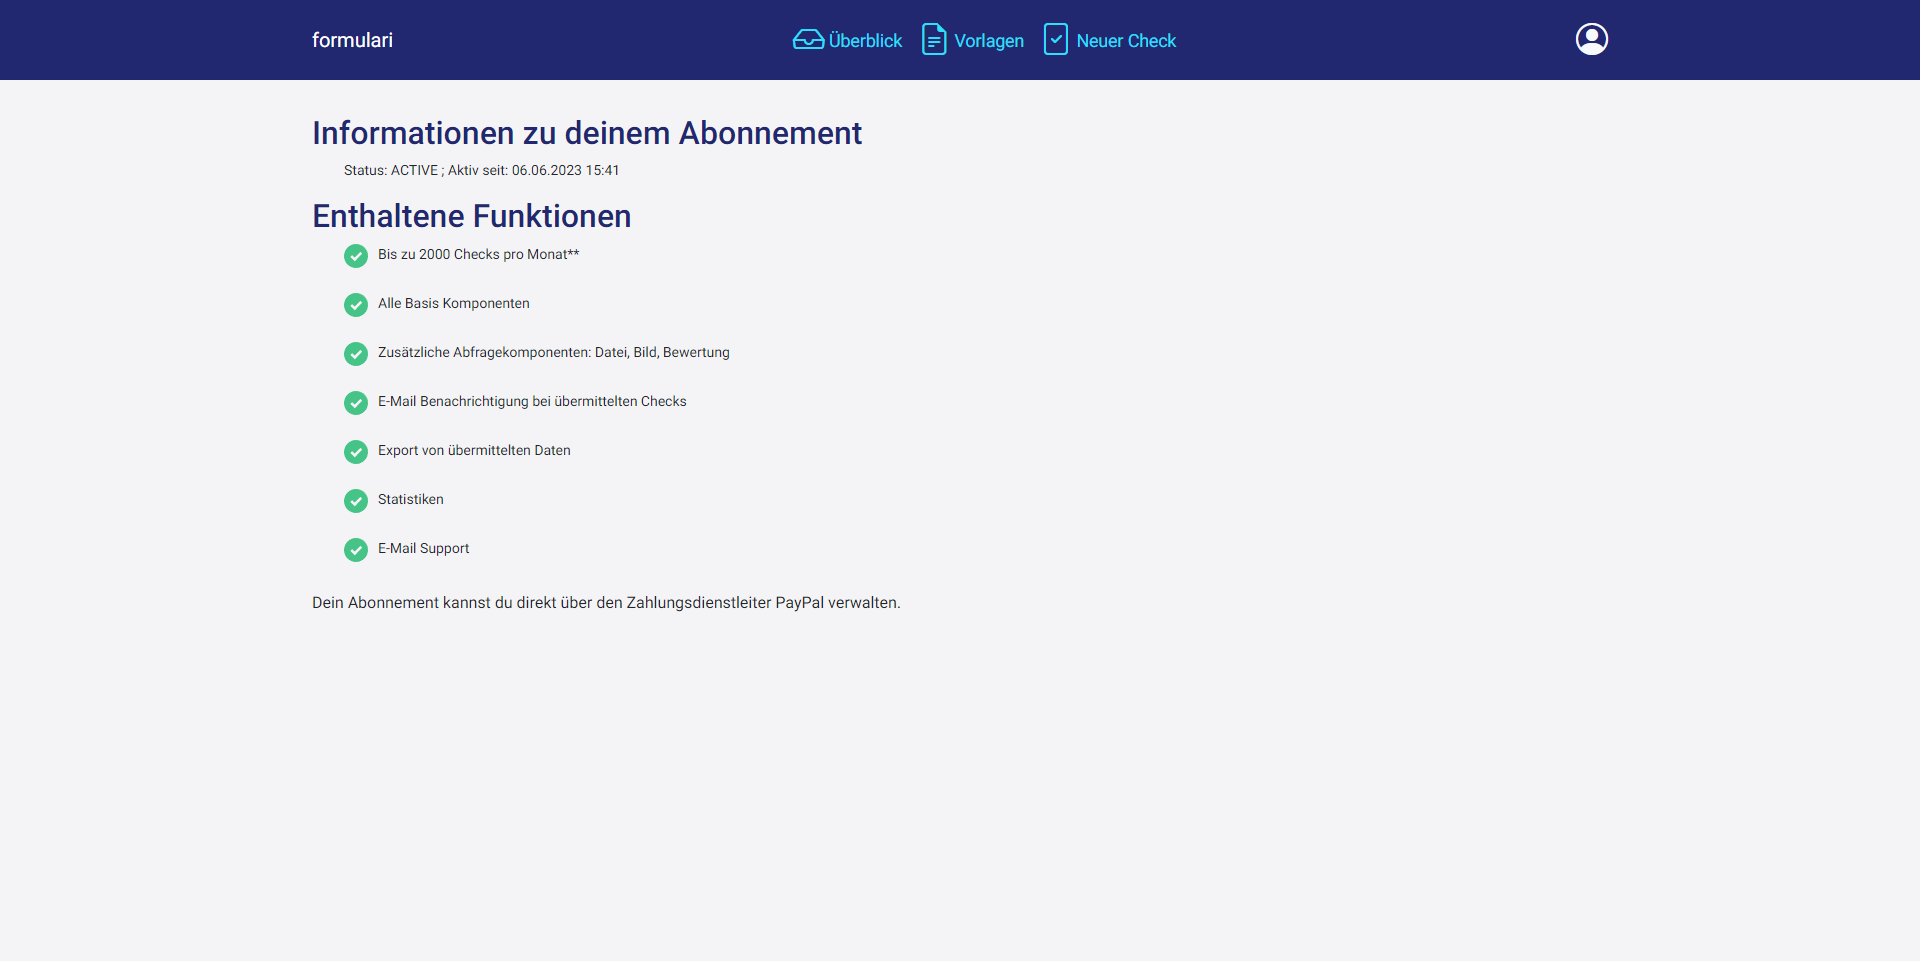 formulari
Überblick
Vorlagen
Neuer Check
Informationen zu deinem Abonnement
Status: ACTIVE ; Aktiv seit: 06.06.2023 15:41
Enthaltene Funktionen
Bis zu 2000 Checks pro Monat**
Alle Basis Komponenten
Zusätzliche Abfragekomponenten: Datei, Bild, Bewertung
E-Mail Benachrichtigung bei übermittelten Checks
Export von übermittelten Daten
Statistiken
E-Mail Support
Dein Abonnement kannst du direkt über den Zahlungsdienstleiter PayPal verwalten.